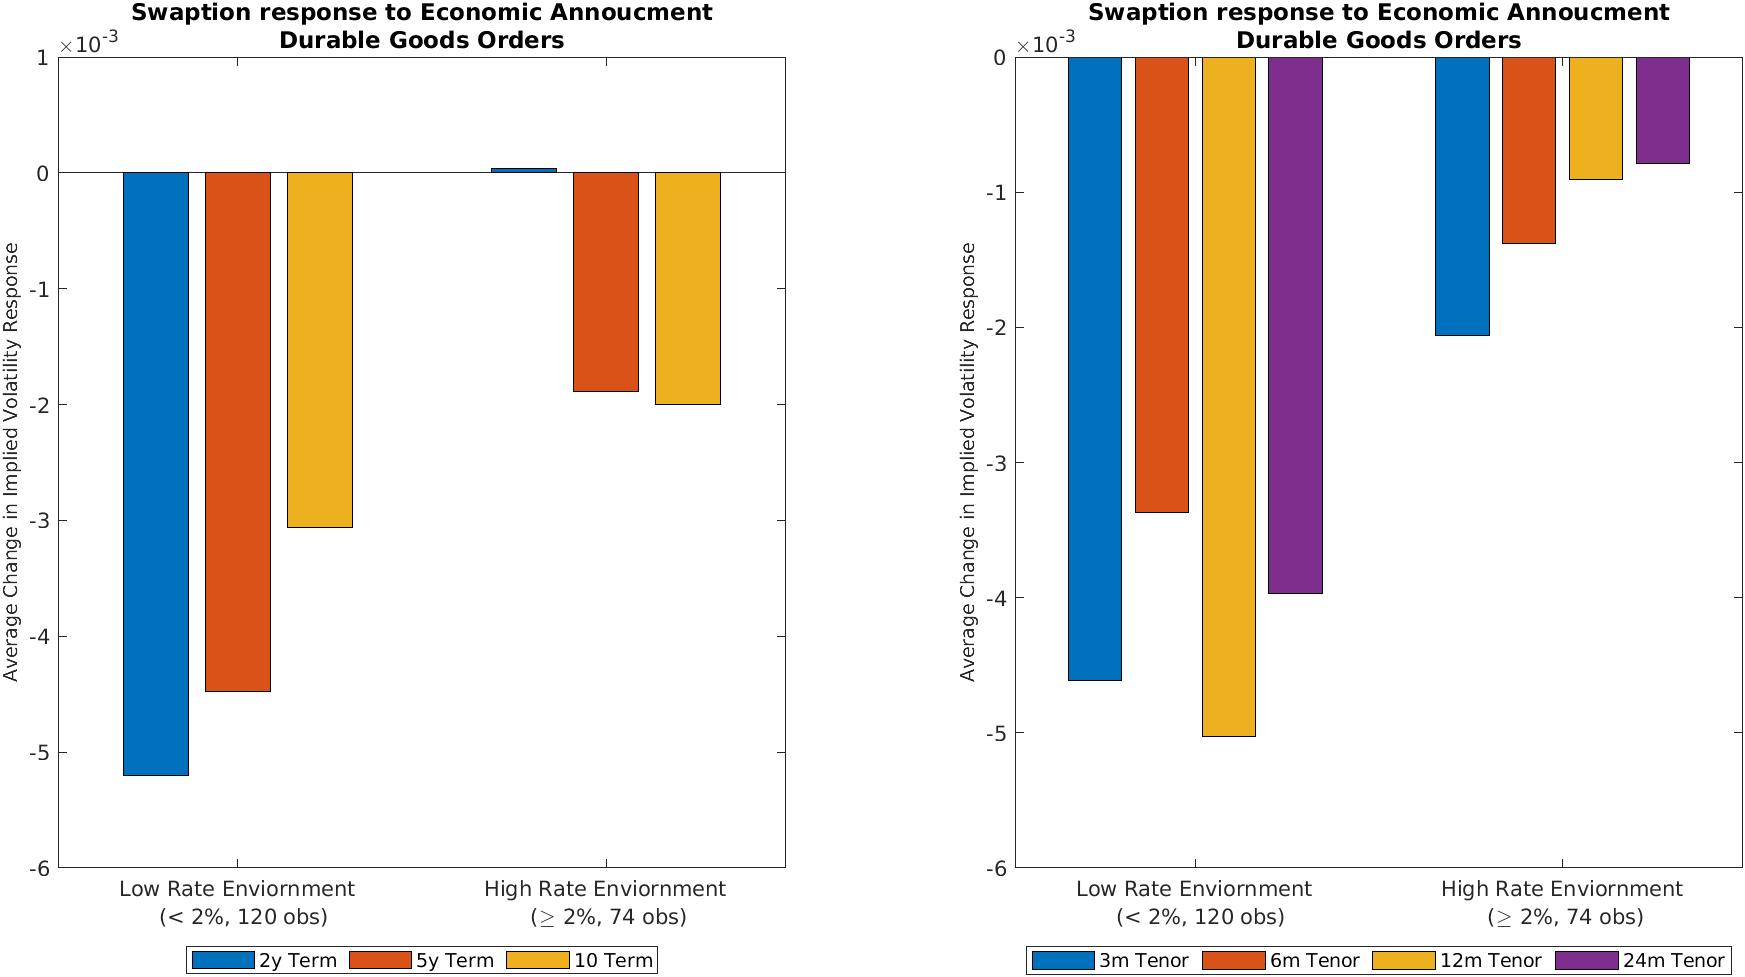 Swaption response to Economic Annoucment
Durable Goods Orders
×10-3
1
0
-1
-2
-3
-4
-5
-6
Average Change in Implied Volatility Response
Low Rate Enviornment
(< 2%, 120 obs)
High Rate Enviornment
(≥ 2%, 74 obs)
2y Term
5y Term
10 Term
Swaption response to Economic Annoucment
Durable Goods Orders
×10-3
0
-1
-2
-3
-4
-5
-6
Average Change in Implied Volatility Response
Low Rate Enviornment
(< 2%, 120 obs)
High Rate Enviornment
(≥ 2%, 74 obs)
3m Tenor
6m Tenor
12m Tenor
24m Tenor